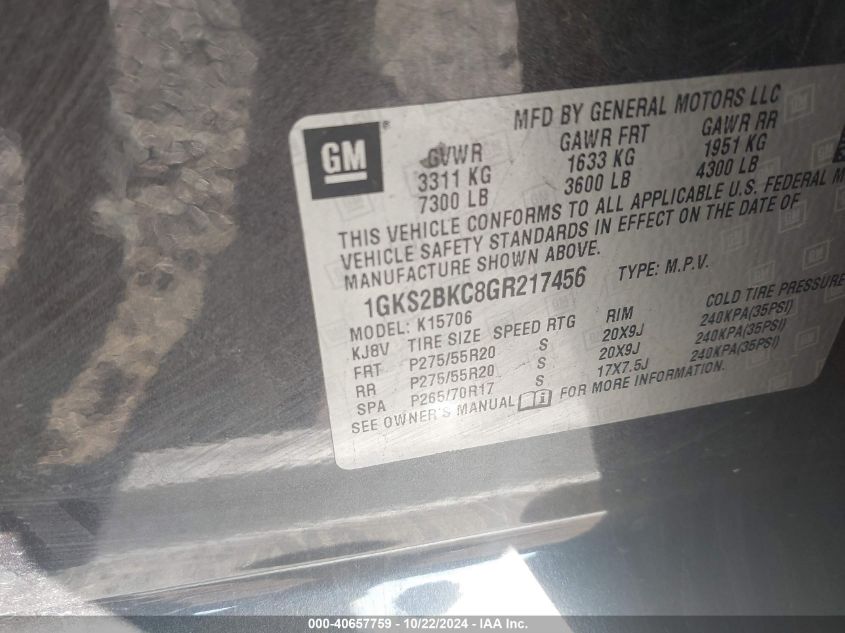 MFD BY GENERAL MOTORS LLC
GM
GVWR GAWR FRT GAWR RR
3311 KG 1633 KG 1951 KG
7300 LB 3600 LB 4300 LB
THIS VEHICLE CONFORMS TO ALL APPLICABLE U.S. FEDERAL
VEHICLE SAFETY STANDARDS IN EFFECT ON THE DATE OF
MANUFACTURE SHOWN ABOVE.
1GKS2BKC8GR217456 TYPE: M.P.V.
MODEL: K15706
KJ8V TIRE SIZE SPEED RTG RIM COLD TIRE PRESSURE
FRT P275/55R20 S 20X9J 240KPA(35PSI)
RR P275/55R20 S 20X9J 240KPA(35PSI)
SPA P265/70R17 S 17X7.5J 240KPA(35PSI)
SEE OWNER'S MANUAL FOR MORE INFORMATION.
000-40657759 - 10/22/2024 - IAA Inc.